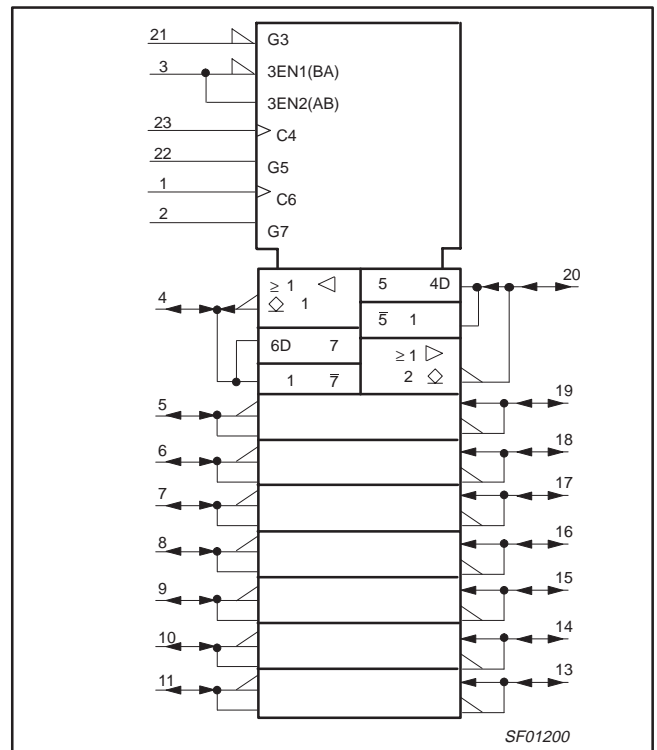 21 G3
3 3EN1(BA)
3EN2(AB)
23 C4
22 G5
1 C6
2 G7
4 ≥ 1 ◁ 5 4D 20
◇ 1 5̅ 1
6D 7 ≥ 1 ▷
1 7̅ 2 ◇
5 19
6 18
7 17
8 16
9 15
10 14
11 13
SF01200